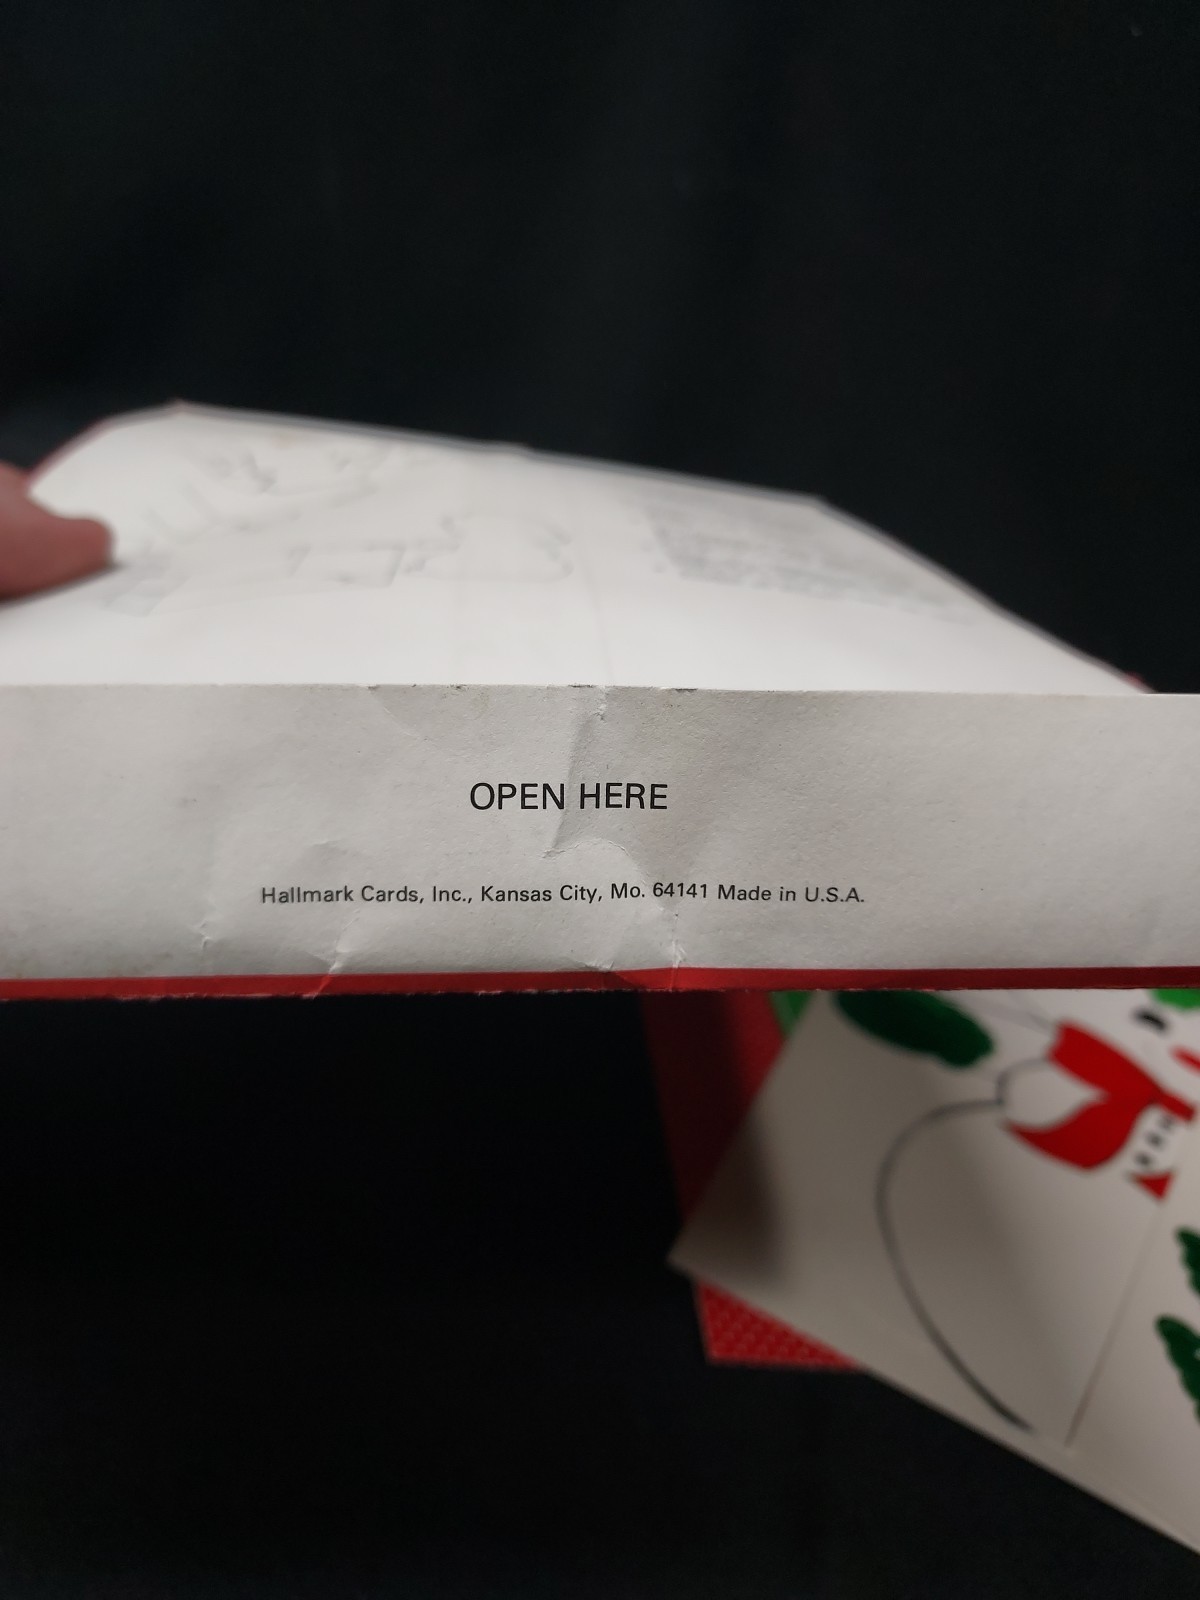 OPEN HERE
Hallmark Cards, Inc., Kansas City, Mo. 64141 Made in U.S.A.